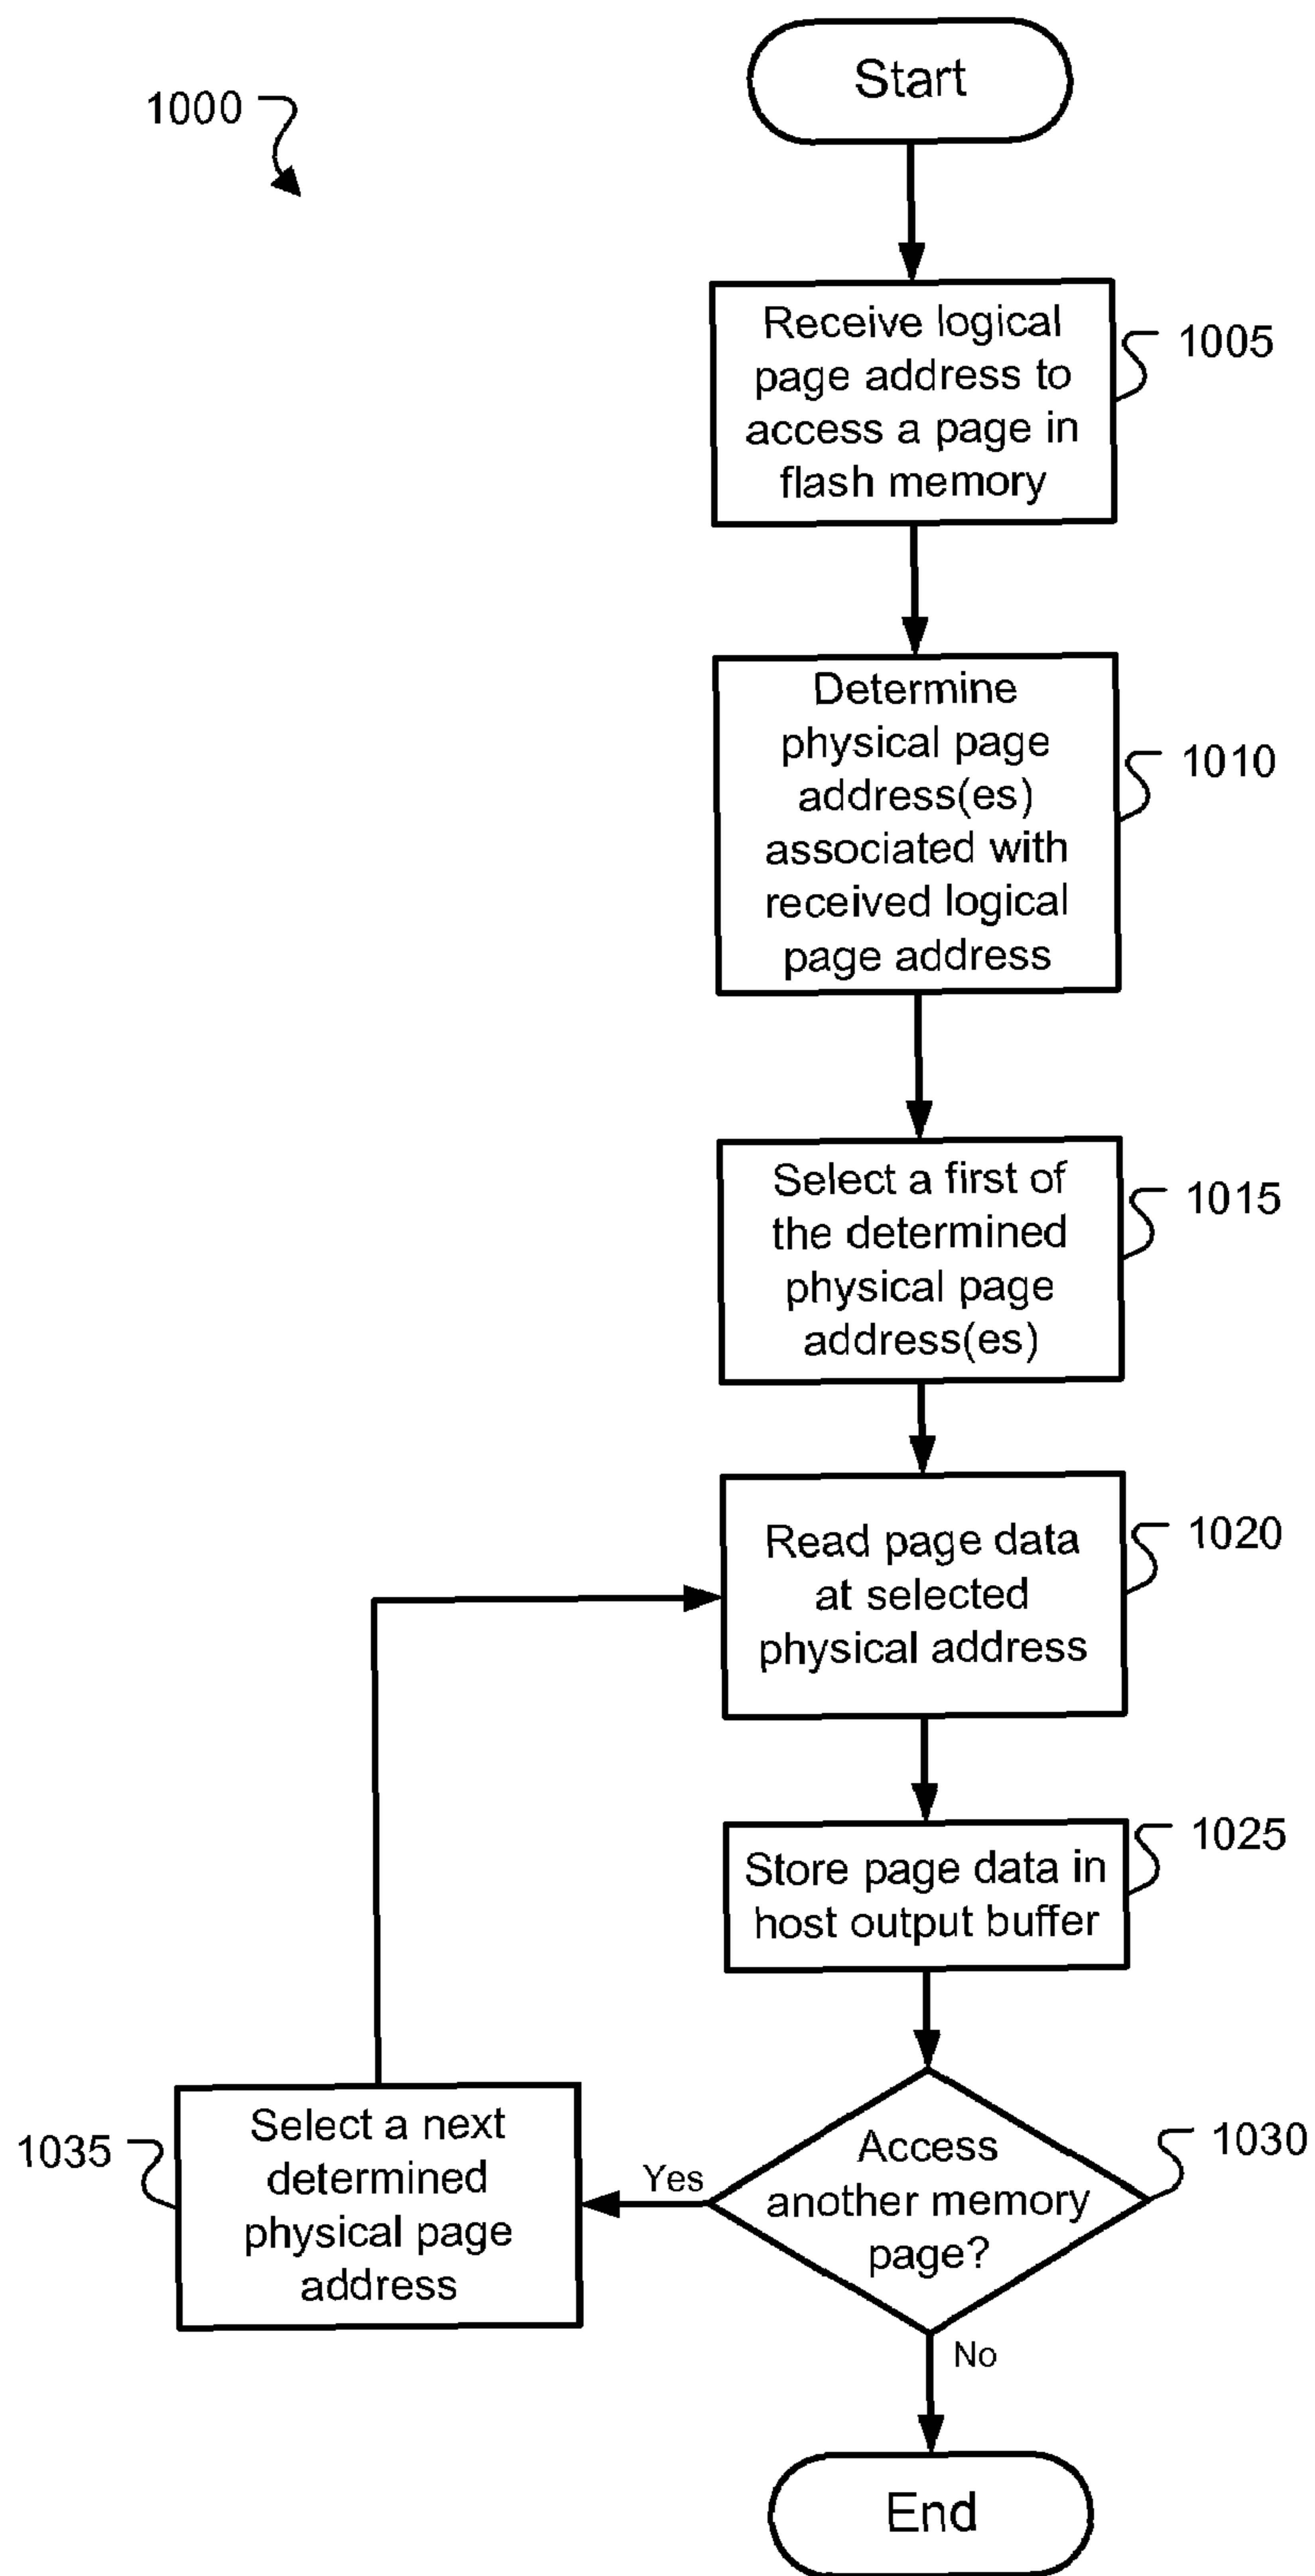 1000
Start
Receive logical
page address to
access a page in
flash memory
1005
Determine
physical page
address(es)
associated with
received logical
page address
1010
Select a first of
the determined
physical page
address(es)
1015
Read page data
at selected
physical address
1020
Store page data in
host output buffer
1025
Access
another memory
page?
1030
Yes
Select a next
determined
physical page
address
1035
No
End